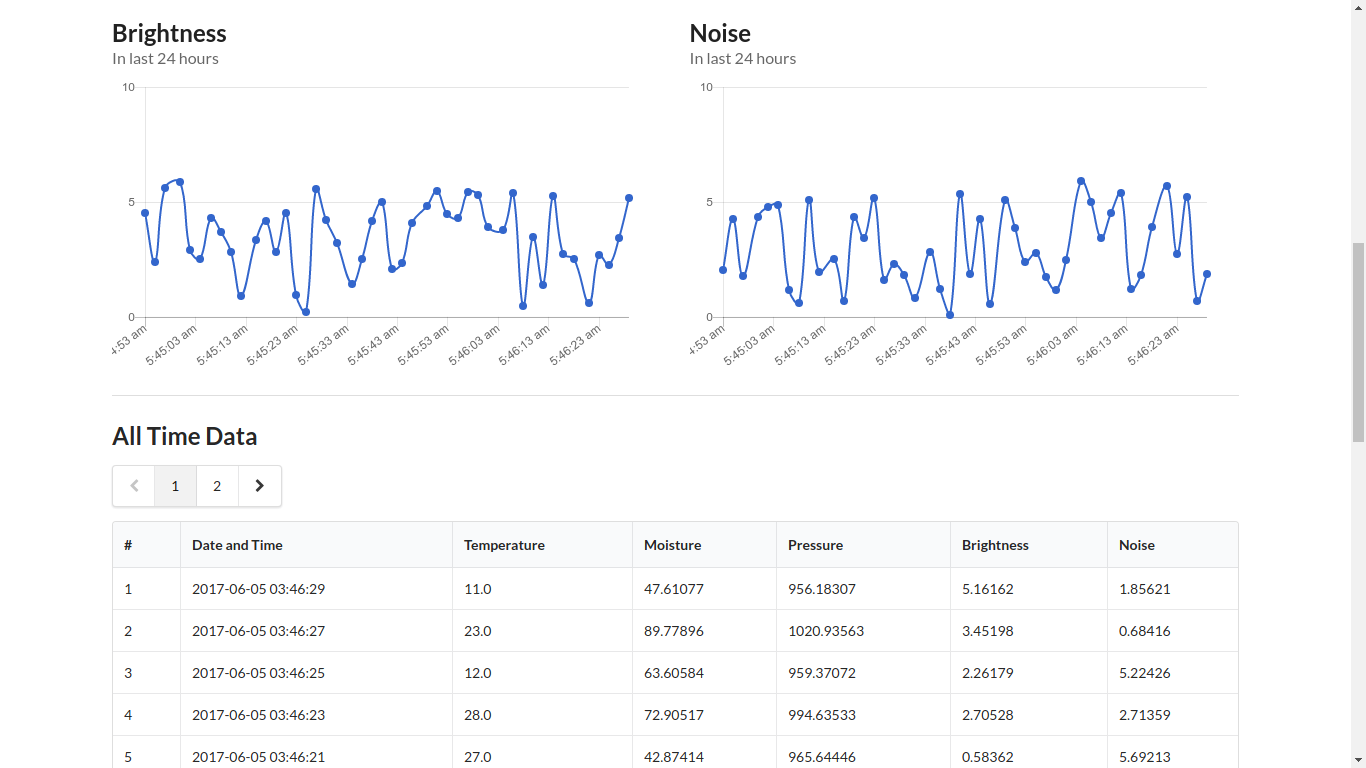 Brightness
In last 24 hours
10
5
0
4:53 am 5:45:03 am 5:45:13 am 5:45:23 am 5:45:33 am 5:45:43 am 5:45:53 am 5:46:03 am 5:46:13 am 5:46:23 am
Noise
In last 24 hours
10
5
0
4:53 am 5:45:03 am 5:45:13 am 5:45:23 am 5:45:33 am 5:45:43 am 5:45:53 am 5:46:03 am 5:46:13 am 5:46:23 am
All Time Data
1 2
# Date and Time Temperature Moisture Pressure Brightness Noise
1 2017-06-05 03:46:29 11.0 47.61077 956.18307 5.16162 1.85621
2 2017-06-05 03:46:27 23.0 89.77896 1020.93563 3.45198 0.68416
3 2017-06-05 03:46:25 12.0 63.60584 959.37072 2.26179 5.22426
4 2017-06-05 03:46:23 28.0 72.90517 994.63533 2.70528 2.71359
5 2017-06-05 03:46:21 27.0 42.87414 965.64446 0.58362 5.69213